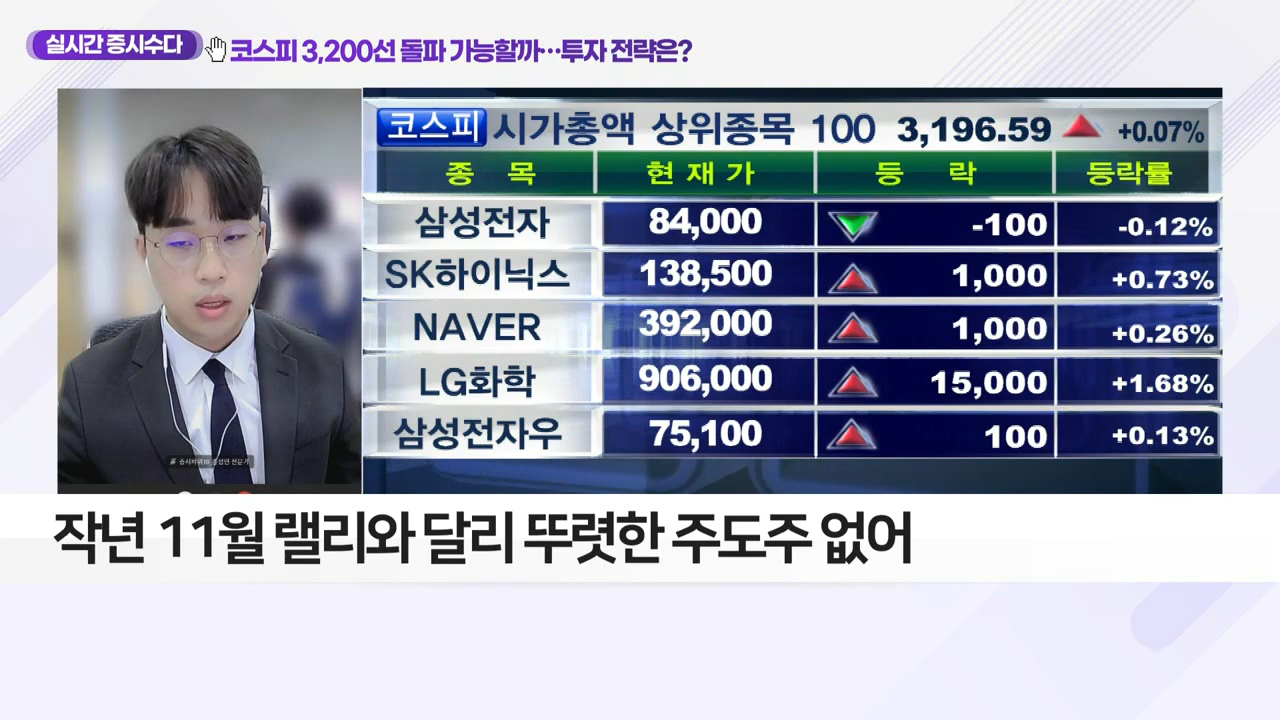 실시간 증시수다
코스피 3,200선 돌파 가능할까…투자 전략은?
코스피 시가총액 상위종목 100 3,196.59 +0.07%
종 목 현 재 가 등 락 등락률
삼성전자 84,000 -100 -0.12%
SK하이닉스 138,500 1,000 +0.73%
NAVER 392,000 1,000 +0.26%
LG화학 906,000 15,000 +1.68%
삼성전자우 75,100 100 +0.13%
전문가
작년 11월 랠리와 달리 뚜렷한 주도주 없어